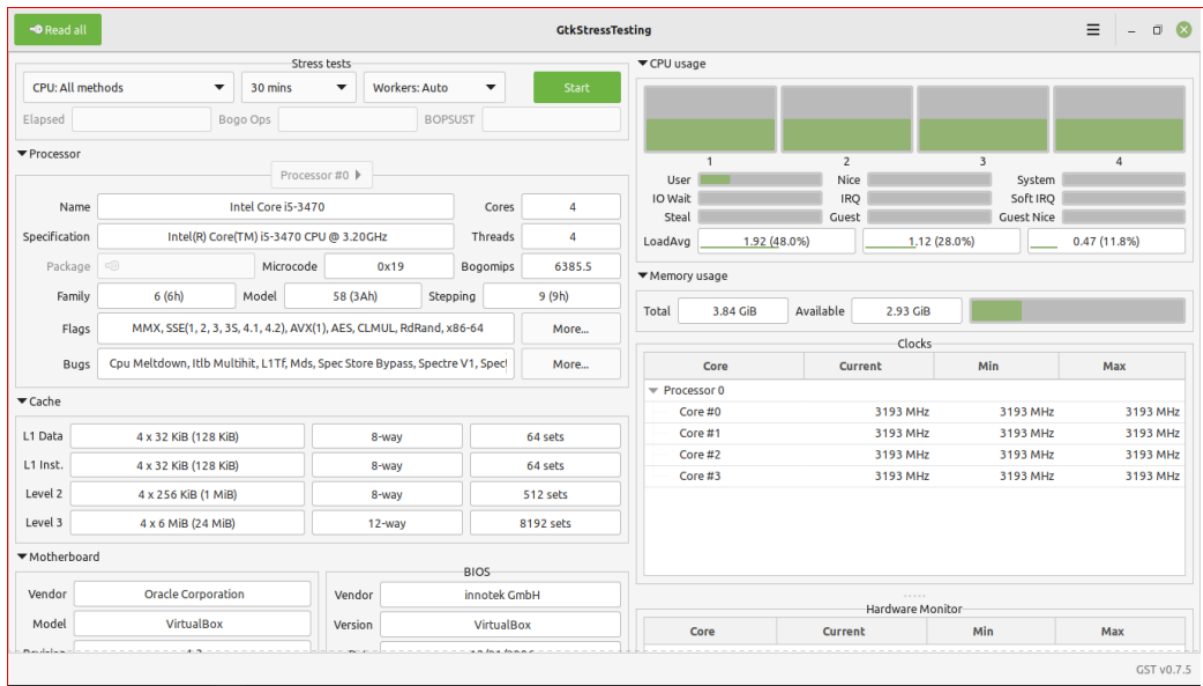 Read all
GtkStressTesting
Stress tests
CPU: All methods 30 mins Workers: Auto Start
Elapsed Bogo Ops BOPSUST
Processor
Processor #0
Name Intel Core i5-3470 Cores 4
Specification Intel(R) Core(TM) i5-3470 CPU @ 3.20GHz Threads 4
Package Microcode 0x19 Bogomips 6385.5
Family 6 (6h) Model 58 (3Ah) Stepping 9 (9h)
Flags MMX, SSE(1, 2, 3, 3S, 4.1, 4.2), AVX(1), AES, CLMUL, RdRand, x86-64 More...
Bugs Cpu Meltdown, Itlb Multihit, L1Tf, Mds, Spec Store Bypass, Spectre V1, Spect More...
Cache
L1 Data 4 x 32 KiB (128 KiB) 8-way 64 sets
L1 Inst. 4 x 32 KiB (128 KiB) 8-way 64 sets
Level 2 4 x 256 KiB (1 MiB) 8-way 512 sets
Level 3 4 x 6 MiB (24 MiB) 12-way 8192 sets
Motherboard
Vendor Oracle Corporation
Model VirtualBox
BIOS
Vendor innotek GmbH
Version VirtualBox
CPU usage
1 2 3 4
User Nice System
IO Wait IRQ Soft IRQ
Steal Guest Guest Nice
LoadAvg 1.92 (48.0%) 1.12 (28.0%) 0.47 (11.8%)
Memory usage
Total 3.84 GiB Available 2.93 GiB
Clocks
Core Current Min Max
Processor 0
Core #0 3193 MHz 3193 MHz 3193 MHz
Core #1 3193 MHz 3193 MHz 3193 MHz
Core #2 3193 MHz 3193 MHz 3193 MHz
Core #3 3193 MHz 3193 MHz 3193 MHz
Hardware Monitor
Core Current Min Max
GST v0.7.5